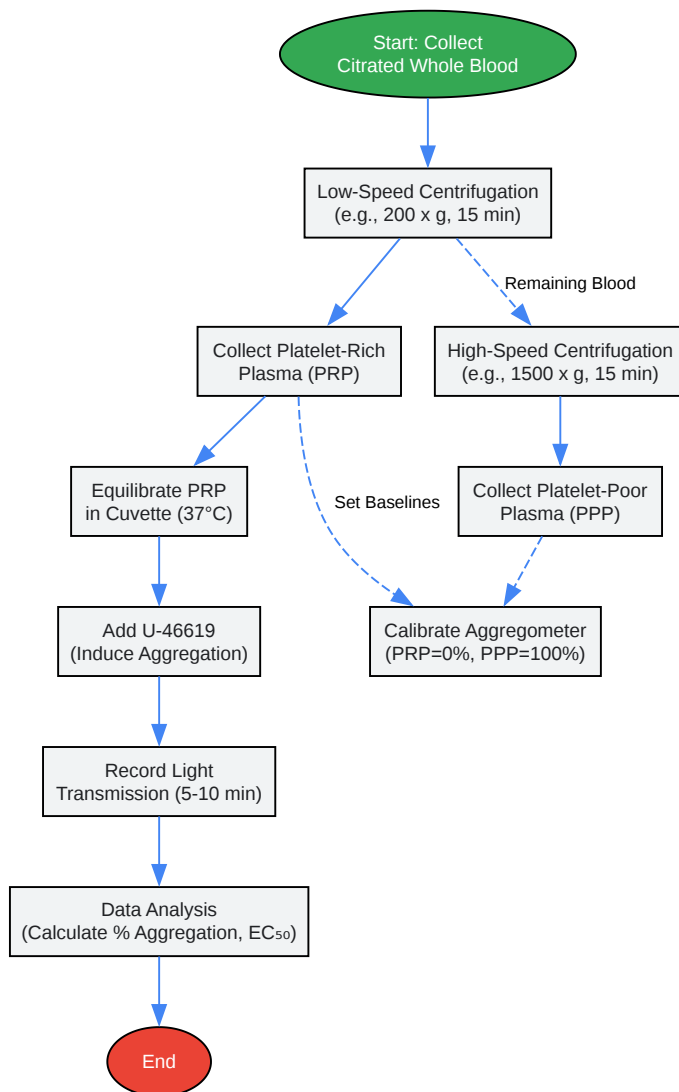 Start: Collect
Citrated Whole Blood
Low-Speed Centrifugation
(e.g., 200 x g, 15 min)
Remaining Blood
Collect Platelet-Rich
Plasma (PRP)
High-Speed Centrifugation
(e.g., 1500 x g, 15 min)
Equilibrate PRP
in Cuvette (37°C)
Set Baselines
Collect Platelet-Poor
Plasma (PPP)
Add U-46619
(Induce Aggregation)
Calibrate Aggregometer
(PRP=0%, PPP=100%)
Record Light
Transmission (5-10 min)
Data Analysis
(Calculate % Aggregation, EC₅₀)
End